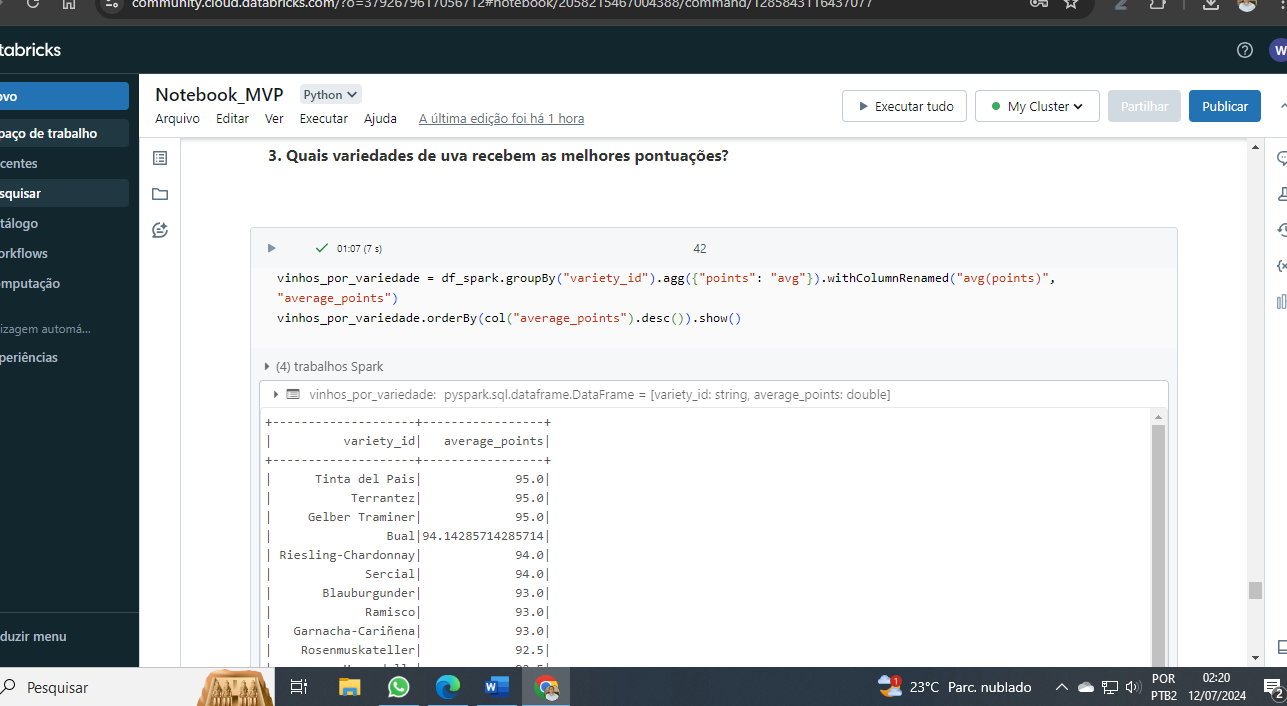 community.cloud.databricks.com/?o=3792679617056712#notebook/2058215467004388/command/1285843116437077
tabricks
W
ovo
paço de trabalho
centes
squisar
tálogo
orkflows
mputação
izagem automá...
periências
duzir menu
Notebook_MVP Python
Arquivo Editar Ver Executar Ajuda A última edição foi há 1 hora
Executar tudo My Cluster Partilhar Publicar
3. Quais variedades de uva recebem as melhores pontuações?
01:07 (7 s) 42
vinhos_por_variedade = df_spark.groupBy("variety_id").agg({"points": "avg"}).withColumnRenamed("avg(points)",
"average_points")
vinhos_por_variedade.orderBy(col("average_points").desc()).show()
(4) trabalhos Spark
vinhos_por_variedade: pyspark.sql.dataframe.DataFrame = [variety_id: string, average_points: double]
+-------------------+----------------+
|         variety_id|  average_points|
+-------------------+----------------+
|     Tinta del Pais|            95.0|
|          Terrantez|            95.0|
|    Gelber Traminer|            95.0|
|               Bual|94.14285714285714|
|Riesling-Chardonnay|            94.0|
|            Sercial|            94.0|
|      Blauburgunder|            93.0|
|            Ramisco|            93.0|
|  Garnacha-Cariñena|            93.0|
|   Rosenmuskateller|            92.5|
Pesquisar
1
23°C Parc. nublado
POR
PTB2
02:20
12/07/2024
2